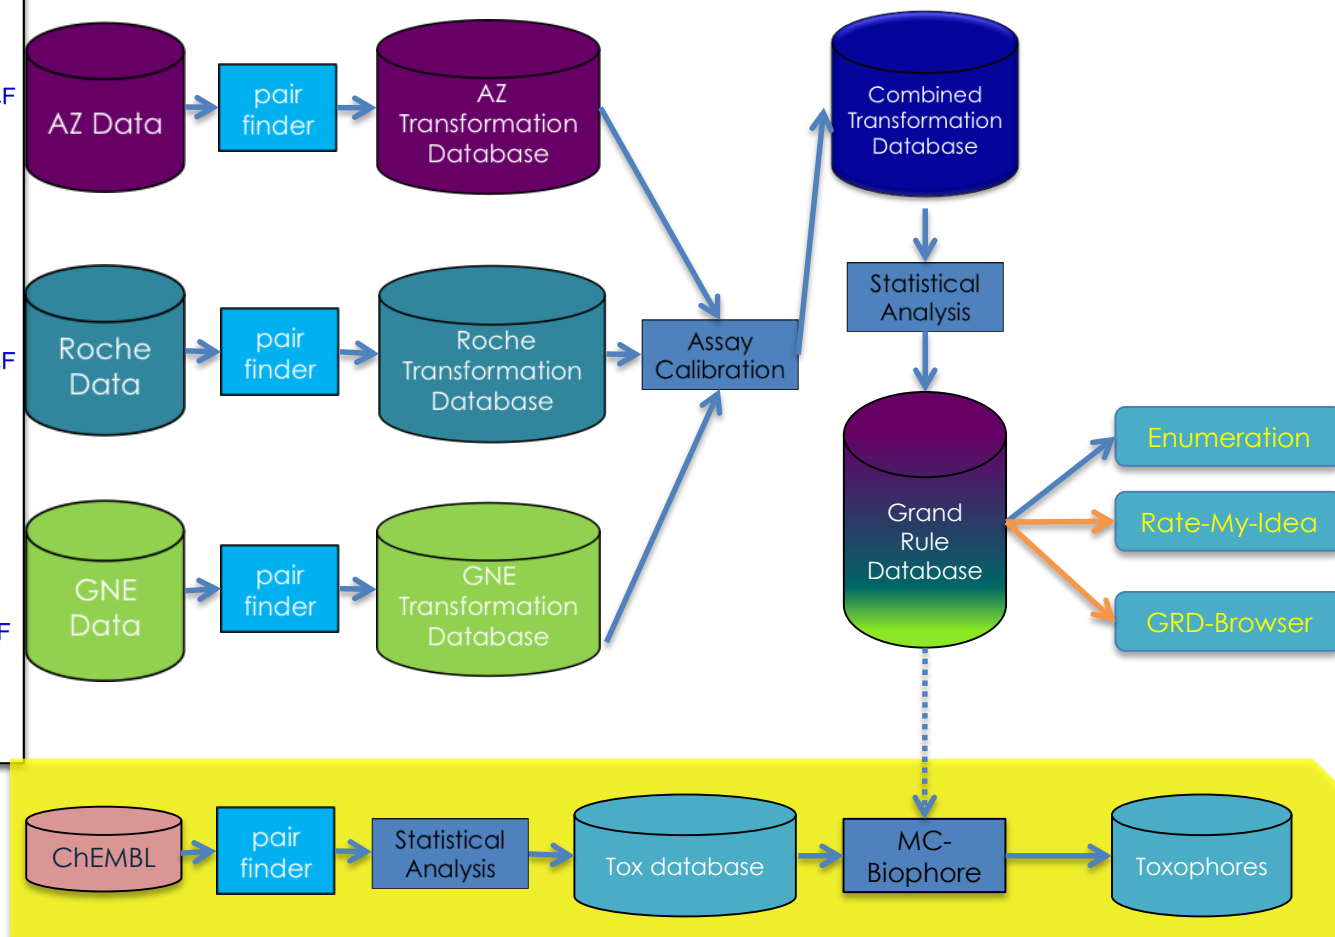 F
AZ Data
pair
finder
AZ
Transformation
Database
Combined
Transformation
Database
Statistical
Analysis
F
Roche
Data
pair
finder
Roche
Transformation
Database
Assay
Calibration
Grand
Rule
Database
Enumeration
Rate-My-Idea
GRD-Browser
F
GNE
Data
pair
finder
GNE
Transformation
Database
ChEMBL
pair
finder
Statistical
Analysis
Tox database
MC-
Biophore
Toxophores